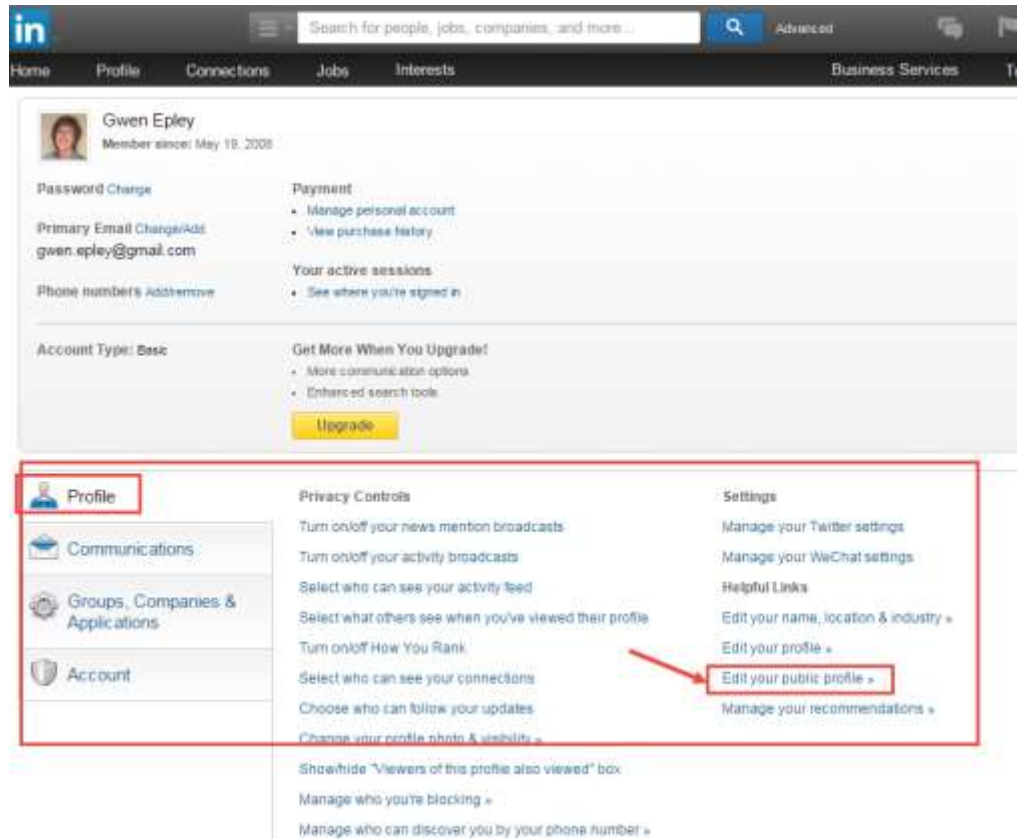 in
Search for people, jobs, companies, and more...
Advanced
Home Profile Connections Jobs Interests Business Services
Gwen Epley
Member since: May 19, 2008
Password Change
Primary Email Change/Add
gwen.epley@gmail.com
Phone numbers Add/remove
Payment
• Manage personal account
• View purchase history
Your active sessions
• See where you're signed in
Account Type: Basic
Get More When You Upgrade!
• More communication options
• Enhanced search tools
Upgrade
Profile
Communications
Groups, Companies &
Applications
Account
Privacy Controls
Turn on/off your news mention broadcasts
Turn on/off your activity broadcasts
Select who can see your activity feed
Select what others see when you've viewed their profile
Turn on/off How You Rank
Select who can see your connections
Choose who can follow your updates
Change your profile photo & visibility »
Show/hide "Viewers of this profile also viewed" box
Manage who you're blocking »
Manage who can discover you by your phone number »
Settings
Manage your Twitter settings
Manage your WeChat settings
Helpful Links
Edit your name, location & industry »
Edit your profile »
Edit your public profile »
Manage your recommendations »